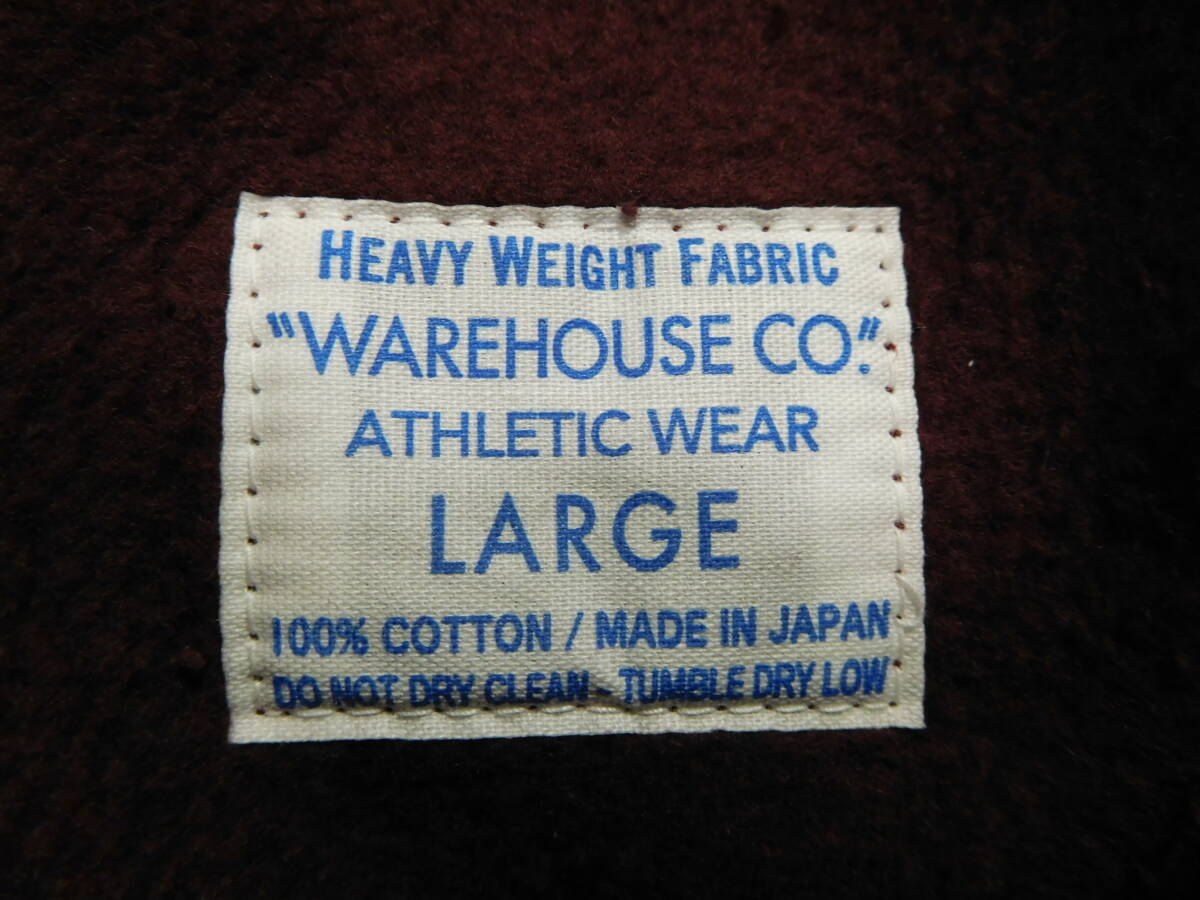 HEAVY WEIGHT FABRIC
"WAREHOUSE CO."
ATHLETIC WEAR
LARGE
100% COTTON / MADE IN JAPAN
DO NOT DRY CLEAN - TUMBLE DRY LOW